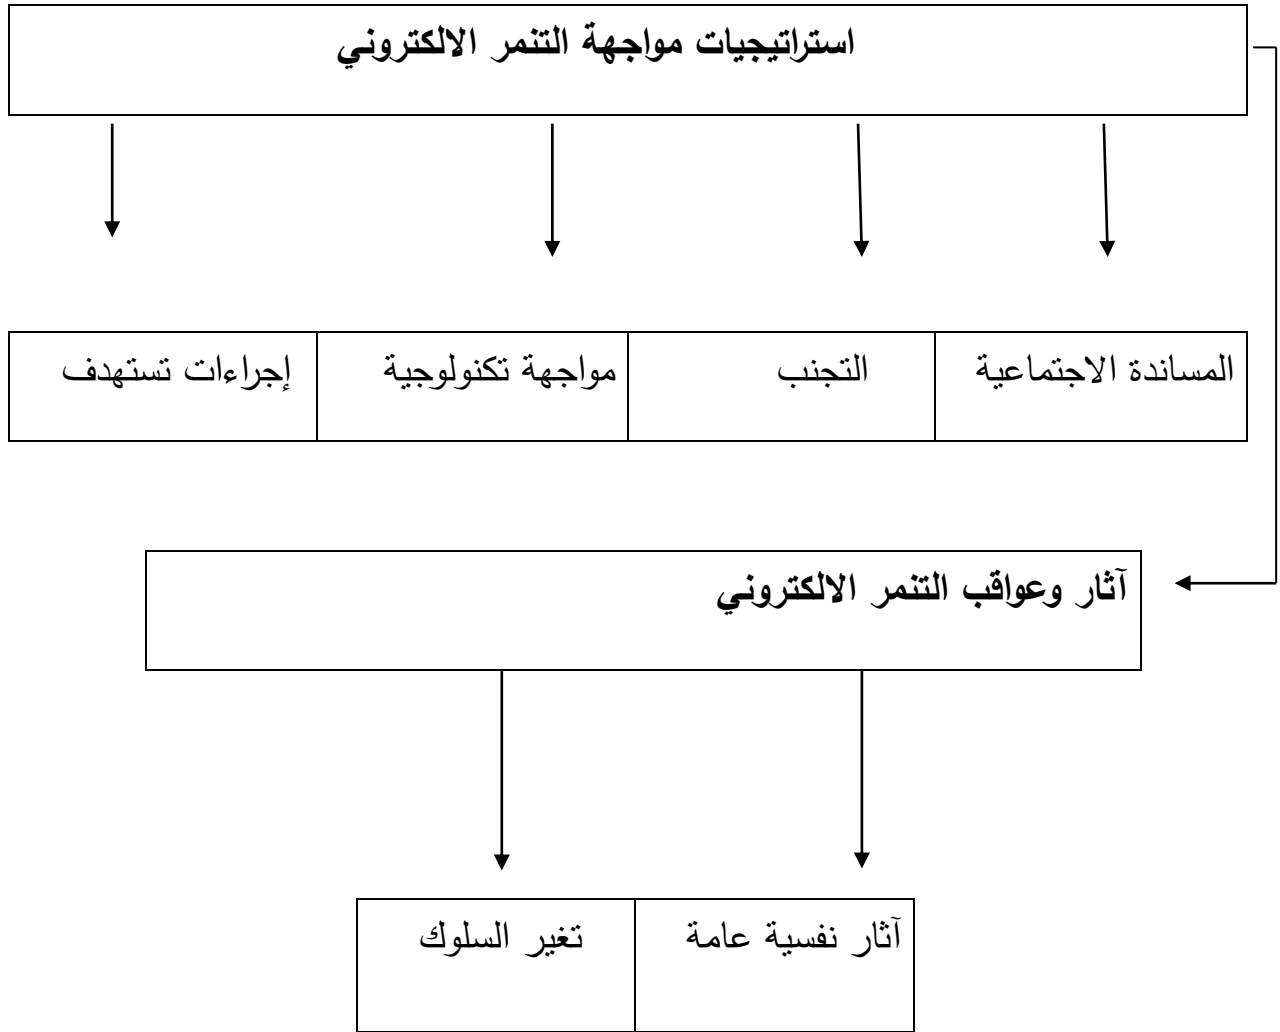 استراتيجيات مواجهة التنمر الالكتروني
المساندة الاجتماعية
التجنب
مواجهة تكنولوجية
إجراءات تستهدف
آثار وعواقب التنمر الالكتروني
آثار نفسية عامة
تغير السلوك